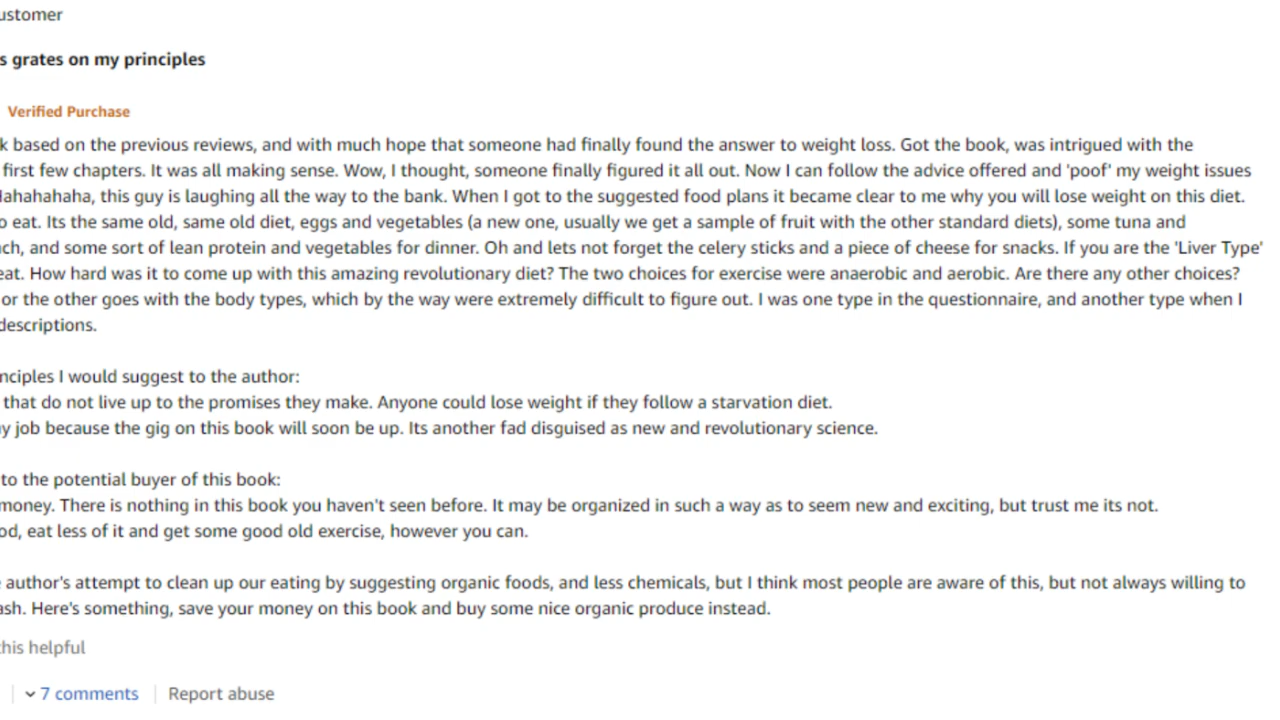 ustomer
s grates on my principles
Verified Purchase
k based on the previous reviews, and with much hope that someone had finally found the answer to weight loss. Got the book, was intrigued with the
first few chapters. It was all making sense. Wow, I thought, someone finally figured it all out. Now I can follow the advice offered and 'poof' my weight issues
Hahahahaha, this guy is laughing all the way to the bank. When I got to the suggested food plans it became clear to me why you will lose weight on this diet.
o eat. Its the same old, same old diet, eggs and vegetables (a new one, usually we get a sample of fruit with the other standard diets), some tuna and
ch, and some sort of lean protein and vegetables for dinner. Oh and lets not forget the celery sticks and a piece of cheese for snacks. If you are the 'Liver Type'
eat. How hard was it to come up with this amazing revolutionary diet? The two choices for exercise were anaerobic and aerobic. Are there any other choices?
or the other goes with the body types, which by the way were extremely difficult to figure out. I was one type in the questionnaire, and another type when I
descriptions.
nciples I would suggest to the author:
that do not live up to the promises they make. Anyone could lose weight if they follow a starvation diet.
y job because the gig on this book will soon be up. Its another fad disguised as new and revolutionary science.
to the potential buyer of this book:
money. There is nothing in this book you haven't seen before. It may be organized in such a way as to seem new and exciting, but trust me its not.
od, eat less of it and get some good old exercise, however you can.
author's attempt to clean up our eating by suggesting organic foods, and less chemicals, but I think most people are aware of this, but not always willing to
ash. Here's something, save your money on this book and buy some nice organic produce instead.
this helpful
7 comments
Report abuse